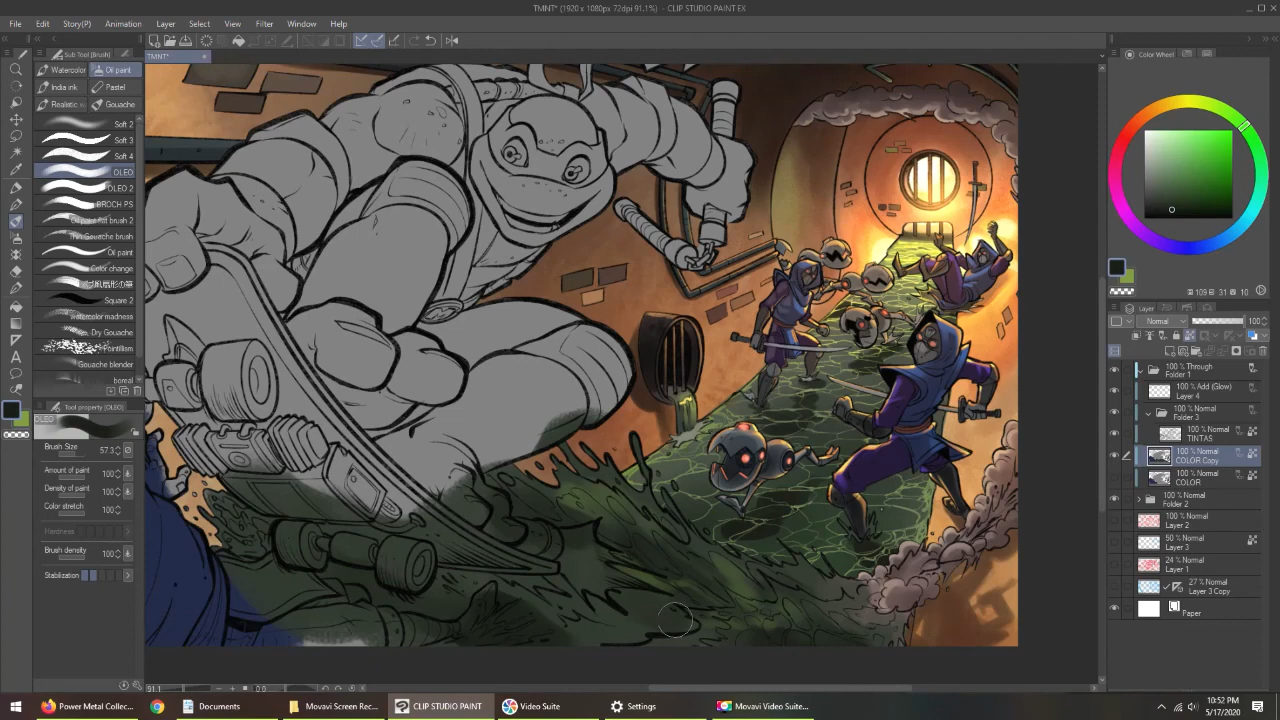 TMNT* (1920 x 1080px 72dpi 91.1%) - CLIP STUDIO PAINT EX
File Edit Story(P) Animation Layer Select View Filter Window Help
Sub Tool [Brush]
TMNT*
Color Wheel
Watercolor Oil paint
India ink Pastel
Gouache
Soft 2
Soft 3
Soft 4
OLEO
OLEO 2
BROCH PS
Oil paint flat brush 2
Thin Gouache brush
Oil paint
Color change
Square 2
watercolor madness
Dry Gouache
Pointillism
Gouache blender
boreal
Tool property [OLEO]
OLEO
Brush Size 57.3
Amount of paint 100
Density of paint 100
Color stretch 100
Hardness
Brush density 100
Stabilization
109 31 10
Layer
Normal 100
100 % Through
Folder 1
100 % Add (Glow)
Layer 4
100 % Normal
Folder 3
100 % Normal
TINTAS
100 % Normal
COLOR Copy
100 % Normal
COLOR
100 % Normal
Folder 2
100 % Normal
Layer 2
50 % Normal
Layer 3
24 % Normal
Layer 1
27 % Normal
Layer 3 Copy
Paper
91.1 0.0
Power Metal Collec... Documents Movavi Screen Rec... CLIP STUDIO PAINT Video Suite Settings Movavi Video Suite...
10:52 PM
5/17/2020